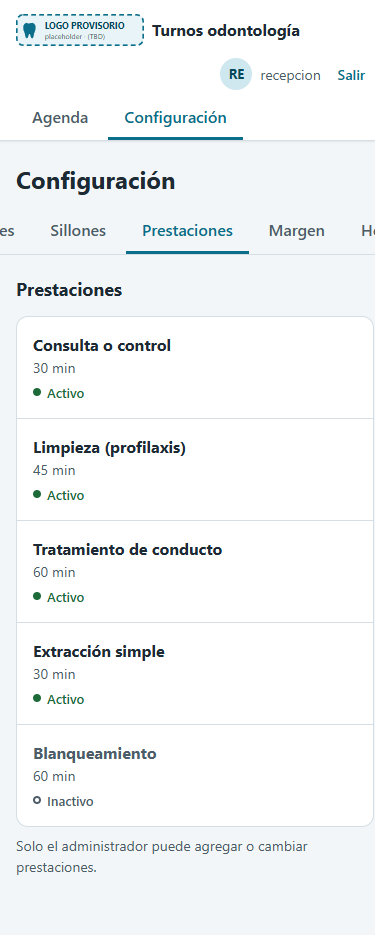 LOGO PROVISORIO
placeholder · (TBD)
Turnos odontología
RE recepcion Salir
Agenda Configuración
Configuración
es Sillones Prestaciones Margen
Prestaciones
Consulta o control
30 min
Activo
Limpieza (profilaxis)
45 min
Activo
Tratamiento de conducto
60 min
Activo
Extracción simple
30 min
Activo
Blanqueamiento
60 min
Inactivo
Solo el administrador puede agregar o cambiar
prestaciones.